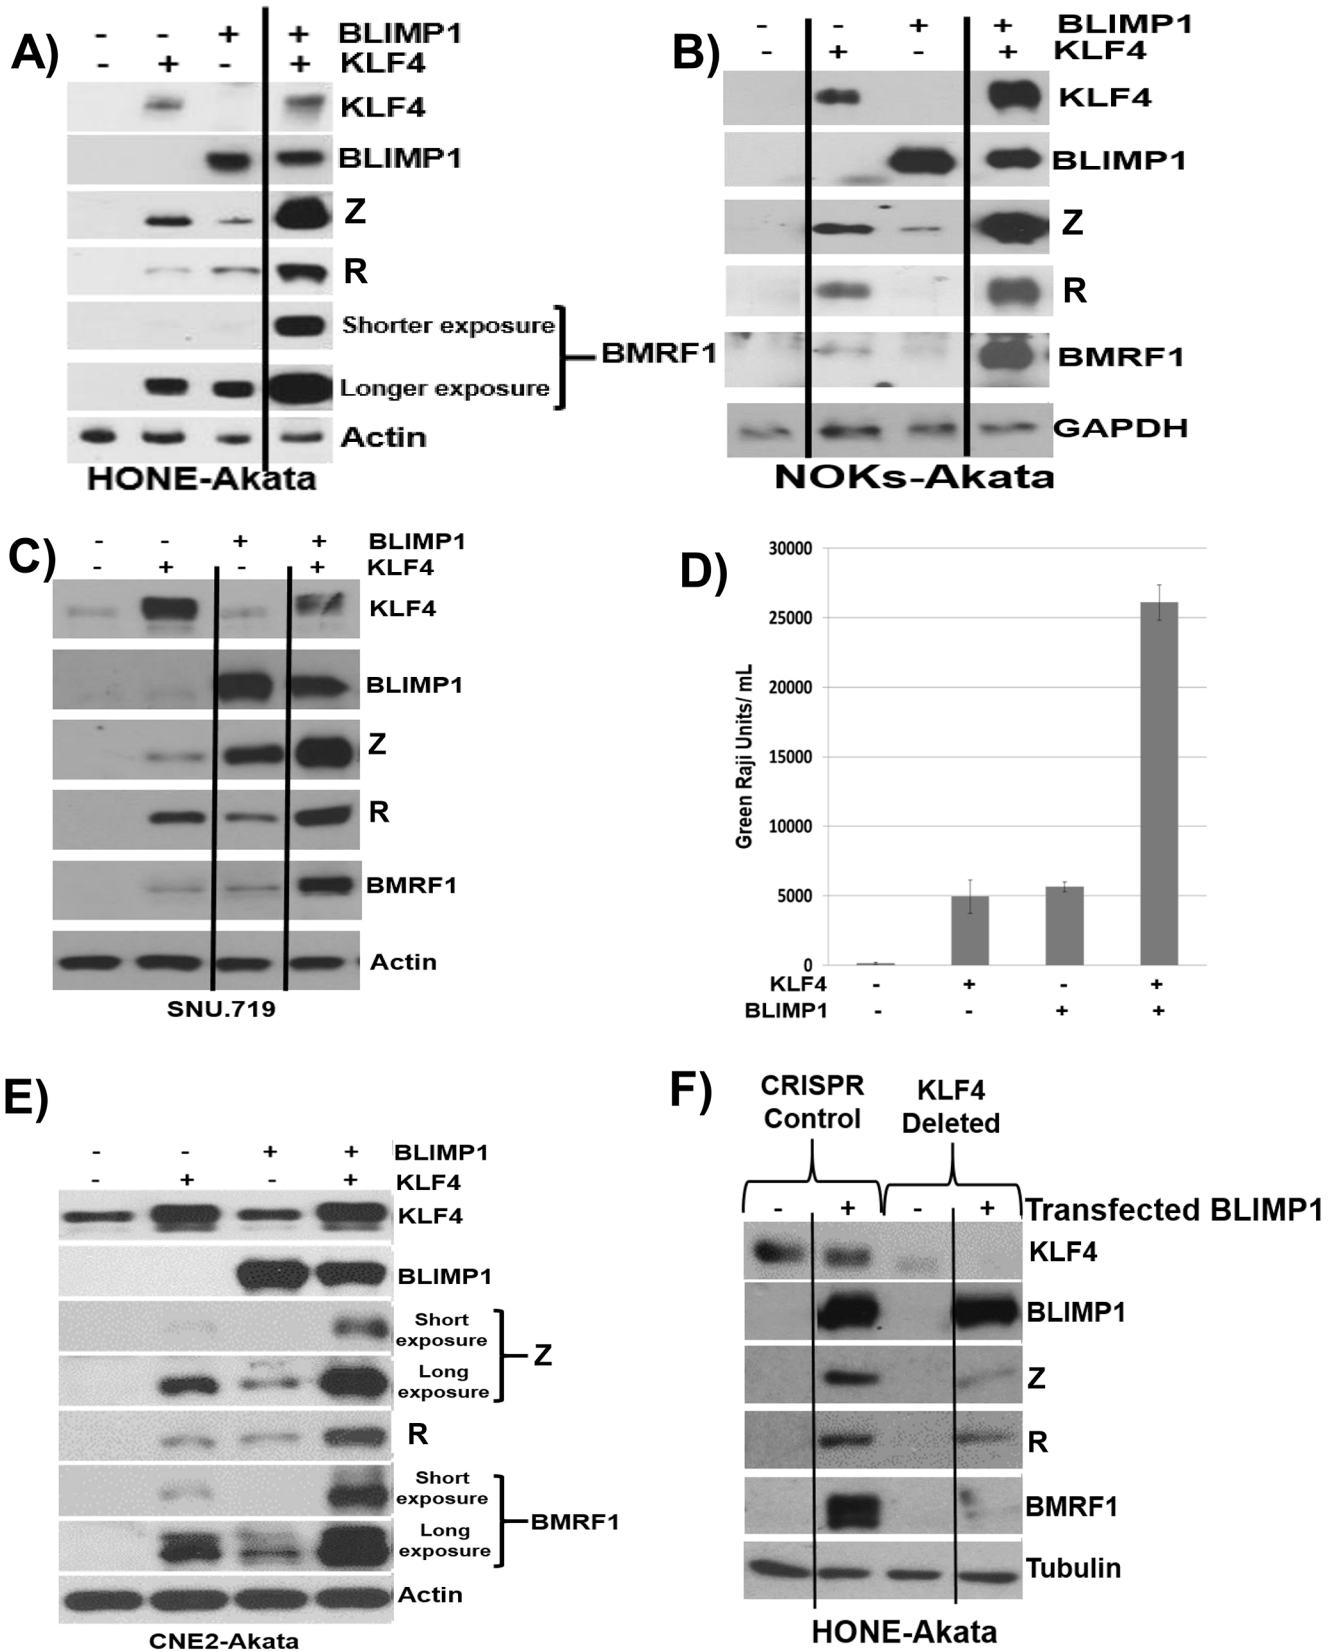 A)
- - + + BLIMP1
- + - + KLF4
KLF4
BLIMP1
Z
R
Shorter exposure
BMRF1
Longer exposure
Actin
HONE-Akata
B)
- - + + BLIMP1
- + - + KLF4
KLF4
BLIMP1
Z
R
BMRF1
GAPDH
NOKs-Akata
C)
- - + + BLIMP1
- + - + KLF4
KLF4
BLIMP1
Z
R
BMRF1
Actin
SNU.719
D)
Green Raji Units/ mL
30000
25000
20000
15000
10000
5000
0
KLF4 - + - +
BLIMP1 - - + +
E)
- - + + BLIMP1
- + - + KLF4
KLF4
BLIMP1
Short
exposure
Z
Long
exposure
R
Short
exposure
BMRF1
Long
exposure
Actin
CNE2-Akata
F)
CRISPR
Control
KLF4
Deleted
- + - + Transfected BLIMP1
KLF4
BLIMP1
Z
R
BMRF1
Tubulin
HONE-Akata